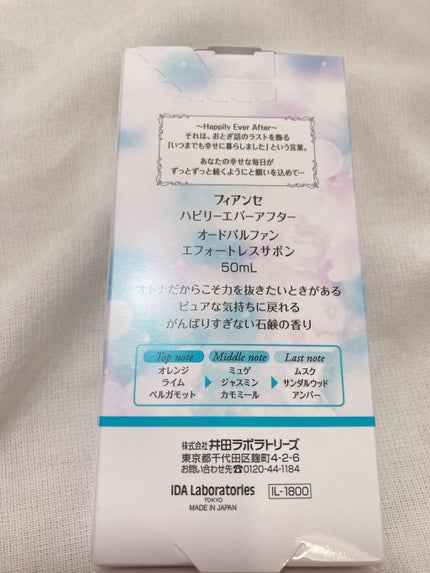 ~Happily Ever After~
それは、おとぎ話のラストを飾る
「いつまでも幸せに暮らしました」という言葉。
あなたの幸せな毎日が
ずっとずっと続くようにと願いを込めて…
フィアンセ
ハピリーエバーアフター
オードパルファン
エフォートレスサボン
50mL
オトナだからこそ力を抜きたいときがある
ピュアな気持ちに戻れる
がんばりすぎない石鹸の香り
Top note Middle note Last note
オレンジ ミュゲ ムスク
ライム ジャスミン サンダルウッド
ベルガモット カモミール アンバー
株式会社 井田ラボラトリーズ
東京都千代田区麹町4-2-6
お問い合わせ先☎0120-44-1184
IDA Laboratories IL-1800
TOKYO
MADE IN JAPAN